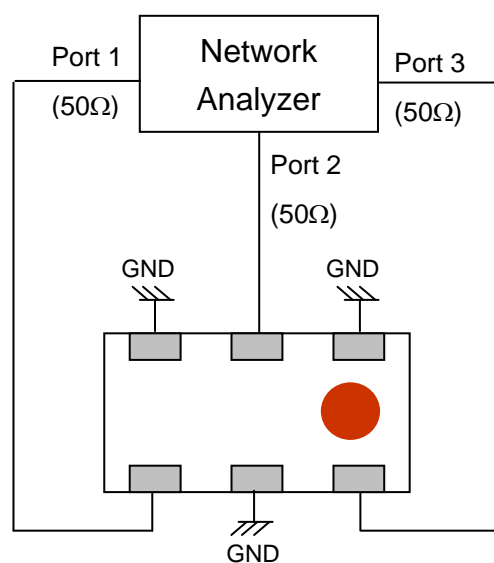 Port 1
(50Ω)
Network
Analyzer
Port 3
(50Ω)
Port 2
(50Ω)
GND
GND
GND